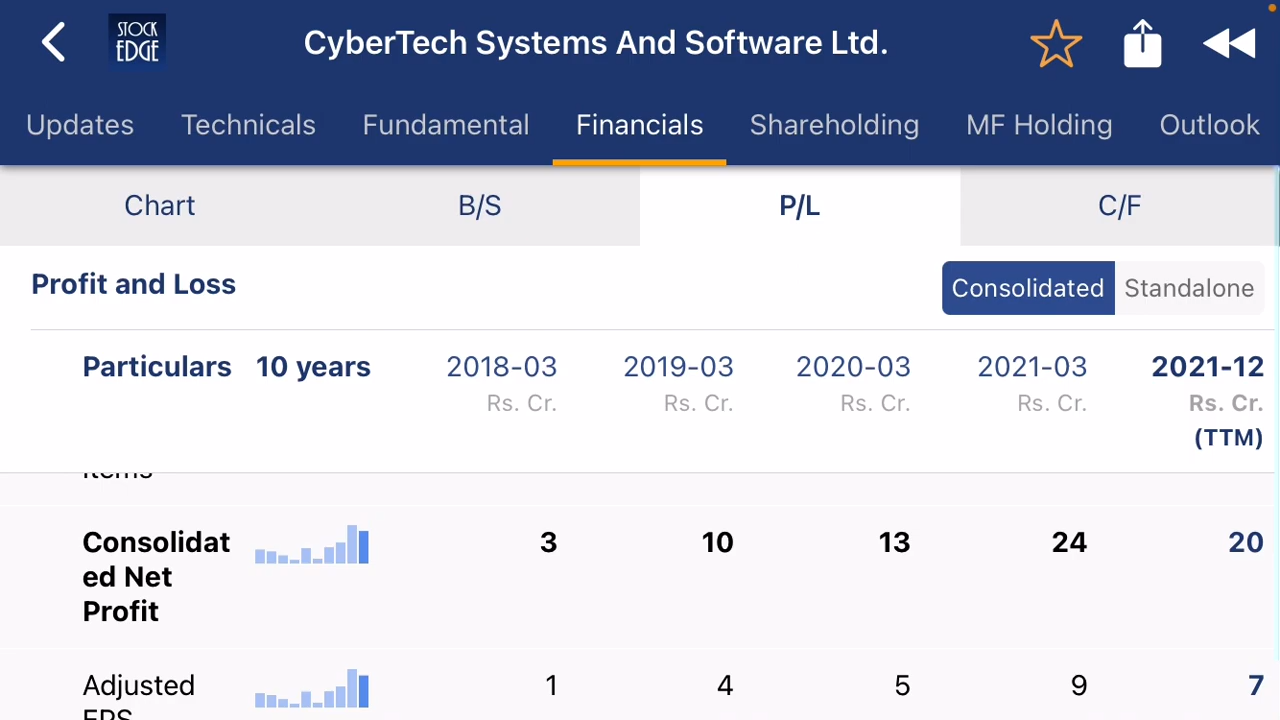 STOCK
EDGE
CyberTech Systems And Software Ltd.
Updates Technicals Fundamental Financials Shareholding MF Holding Outlook
Chart B/S P/L C/F
Profit and Loss Consolidated Standalone
Particulars 10 years 2018-03 2019-03 2020-03 2021-03 2021-12
Rs. Cr. Rs. Cr. Rs. Cr. Rs. Cr. Rs. Cr.
(TTM)
Items
Consolidat 3 10 13 24 20
ed Net
Profit
Adjusted 1 4 5 9 7
EPS